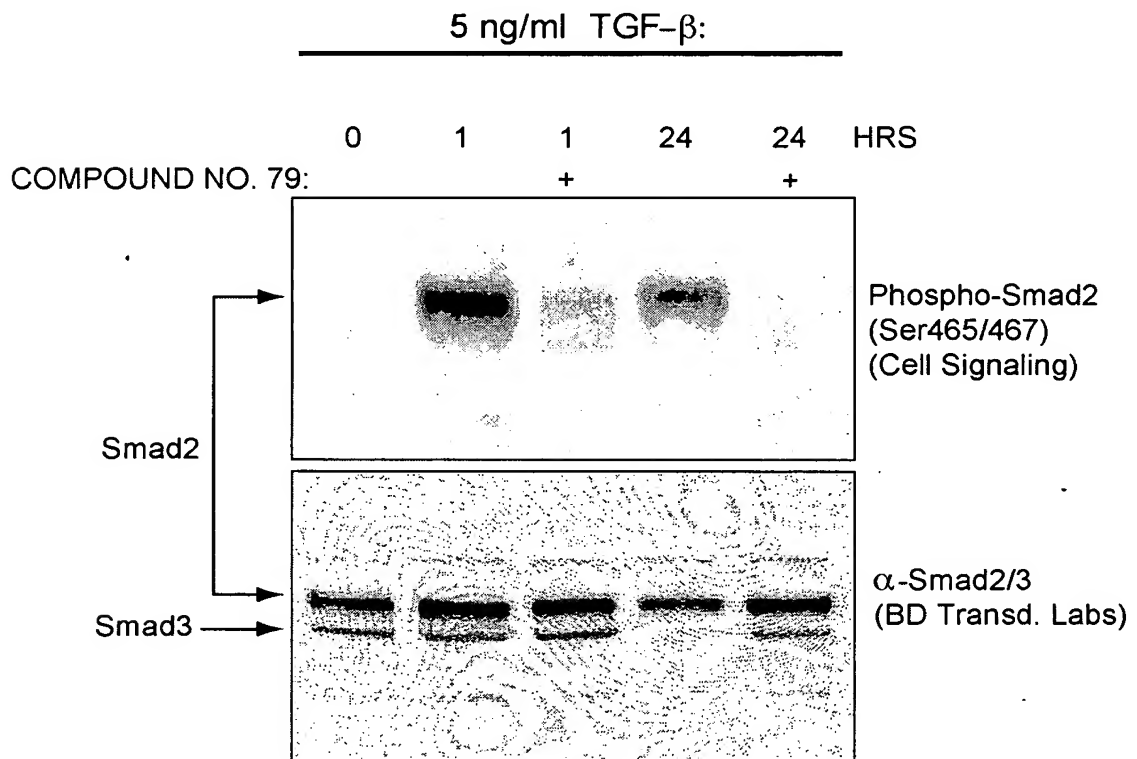 5 ng/ml TGF–β:
0 1 1 24 24 HRS
COMPOUND NO. 79: + +
Phospho-Smad2
(Ser465/467)
(Cell Signaling)
Smad2
α-Smad2/3
(BD Transd. Labs)
Smad3